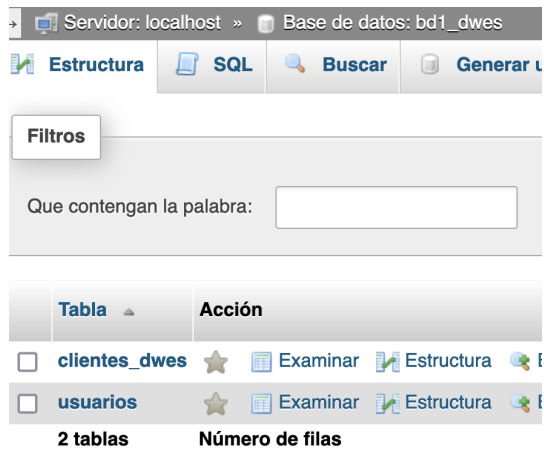 Servidor: localhost » Base de datos: bd1_dwes
Estructura SQL Buscar Generar
Filtros
Que contengan la palabra:
Tabla Acción
clientes_dwes Examinar Estructura
usuarios Examinar Estructura
2 tablas Número de filas